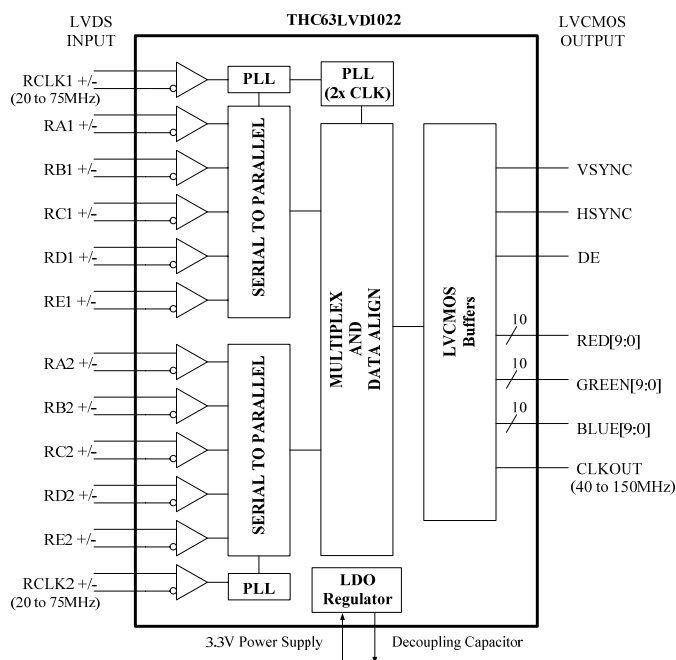 LVDS
INPUT
THC63LVD1022
LVCMOS
OUTPUT
RCLK1 +/-
(20 to 75MHz)
RA1 +/-
RB1 +/-
RC1 +/-
RD1 +/-
RE1 +/-
RA2 +/-
RB2 +/-
RC2 +/-
RD2 +/-
RE2 +/-
RCLK2 +/-
(20 to 75MHz)
PLL
PLL
(2x CLK)
SERIAL TO PARALLEL
SERIAL TO PARALLEL
PLL
MULTIPLEX
AND
DATA ALIGN
LVCMOS
Buffers
LDO
Regulator
VSYNC
HSYNC
DE
10
RED[9:0]
10
GREEN[9:0]
10
BLUE[9:0]
CLKOUT
(40 to 150MHz)
3.3V Power Supply
Decoupling Capacitor